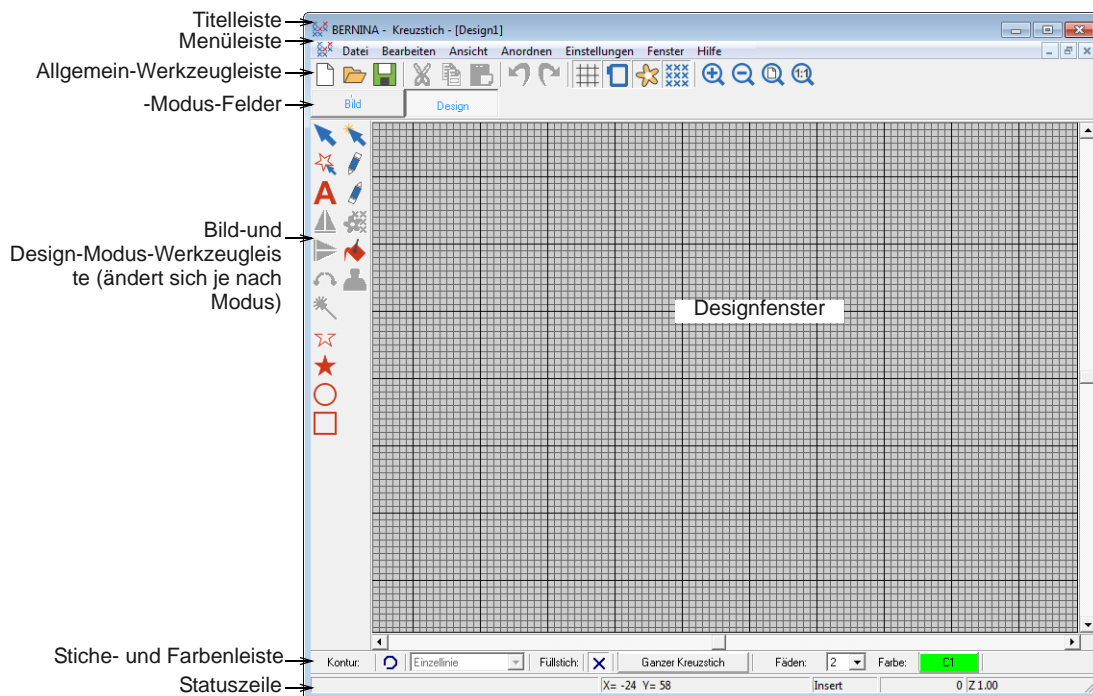 Titelleiste
BERNINA - Kreuzstich - [Design1]
Menüleiste
Datei Bearbeiten Ansicht Anordnen Einstellungen Fenster Hilfe
Allgemein-Werkzeugleiste
1:1
-Modus-Felder
Bild Design
A
Bild-und
Design-Modus-Werkzeugleis
te (ändert sich je nach
Modus)
Designfenster
Stiche- und Farbenleiste
Kontur: Einzellinie Füllstich: Ganzer Kreuzstich Fäden: 2 Farbe: C1
Statuszeile
X= -24 Y= 58 Insert 0 Z 1.00